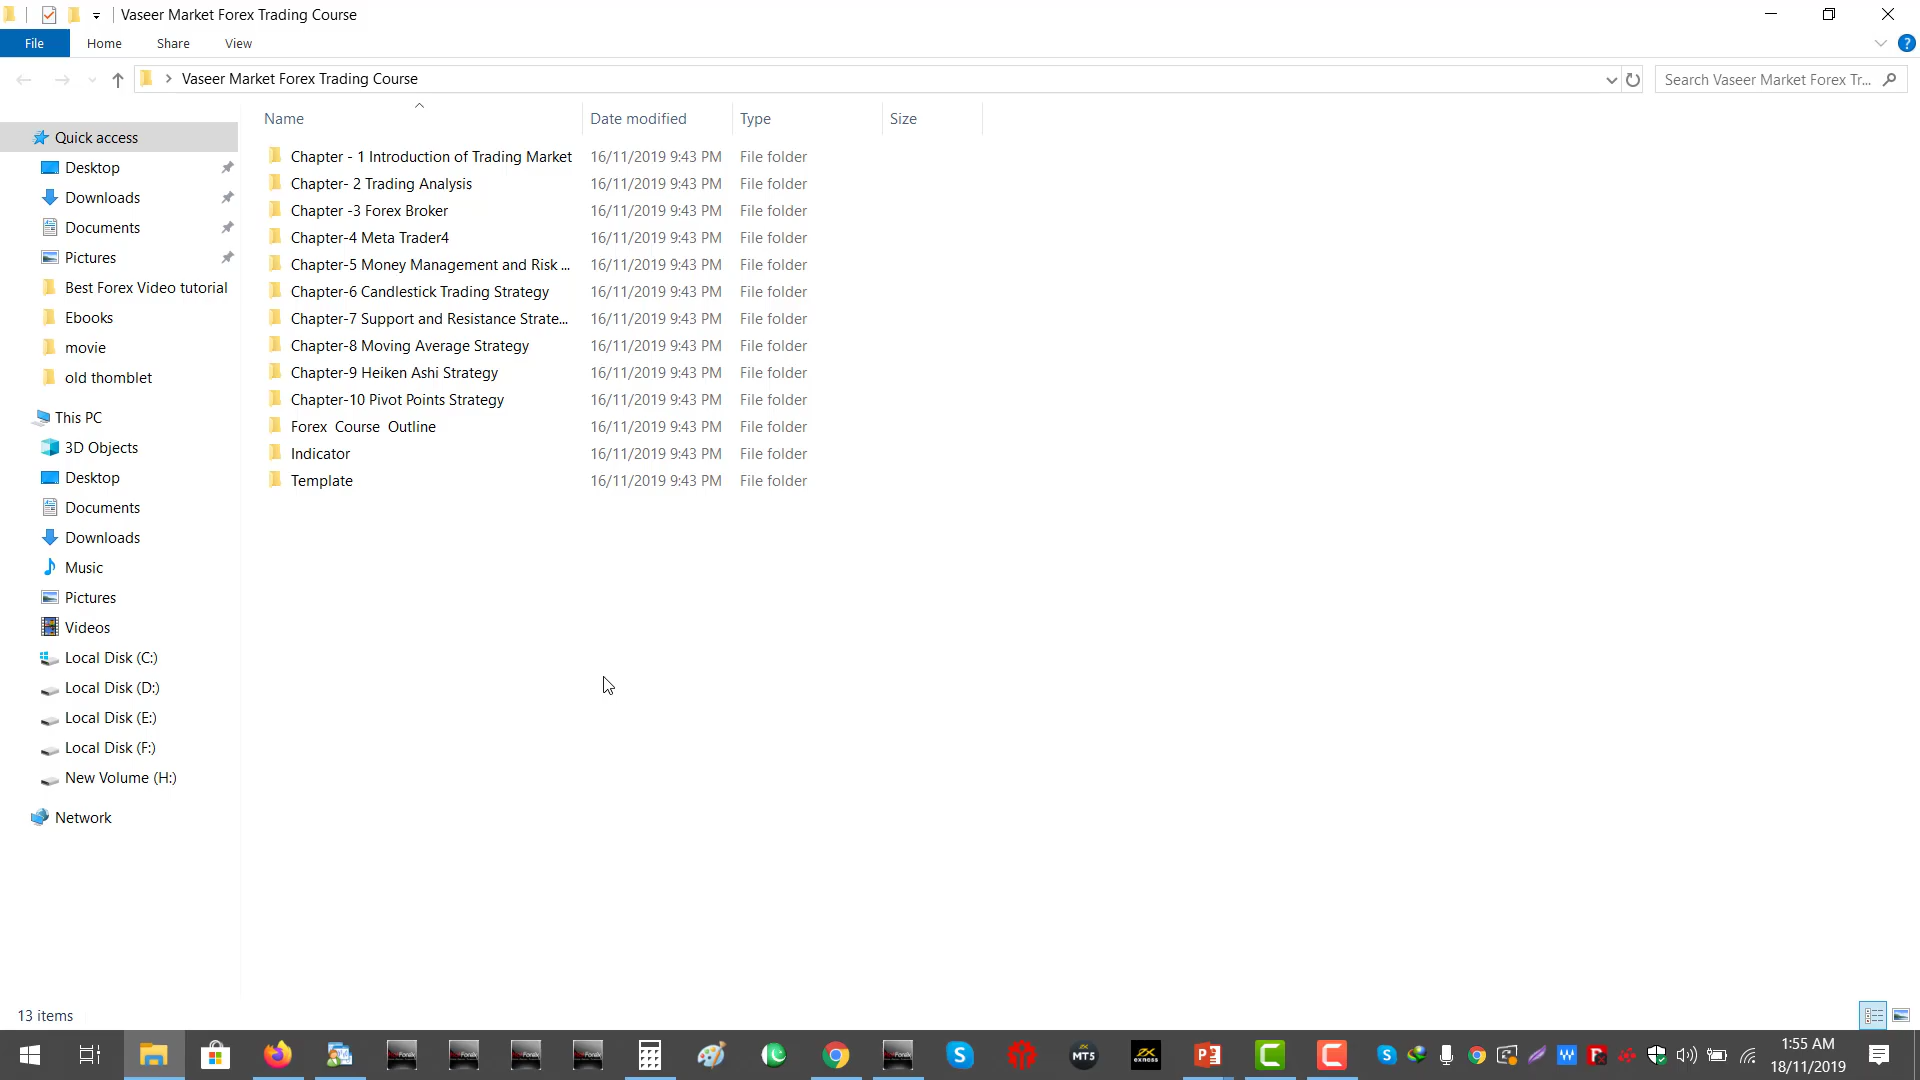 Vaseer Market Forex Trading Course
File Home Share View
Vaseer Market Forex Trading Course
Search Vaseer Market Forex Tr...
Name Date modified Type Size
Quick access
Desktop
Downloads
Documents
Pictures
Best Forex Video tutorial
Ebooks
movie
old thomblet
This PC
3D Objects
Desktop
Documents
Downloads
Music
Pictures
Videos
Local Disk (C:)
Local Disk (D:)
Local Disk (E:)
Local Disk (F:)
New Volume (H:)
Network
Chapter - 1 Introduction of Trading Market 16/11/2019 9:43 PM File folder
Chapter- 2 Trading Analysis 16/11/2019 9:43 PM File folder
Chapter -3 Forex Broker 16/11/2019 9:43 PM File folder
Chapter-4 Meta Trader4 16/11/2019 9:43 PM File folder
Chapter-5 Money Management and Risk ... 16/11/2019 9:43 PM File folder
Chapter-6 Candlestick Trading Strategy 16/11/2019 9:43 PM File folder
Chapter-7 Support and Resistance Strate... 16/11/2019 9:43 PM File folder
Chapter-8 Moving Average Strategy 16/11/2019 9:43 PM File folder
Chapter-9 Heiken Ashi Strategy 16/11/2019 9:43 PM File folder
Chapter-10 Pivot Points Strategy 16/11/2019 9:43 PM File folder
Forex Course Outline 16/11/2019 9:43 PM File folder
Indicator 16/11/2019 9:43 PM File folder
Template 16/11/2019 9:43 PM File folder
13 items
MT5
exness
1:55 AM
18/11/2019